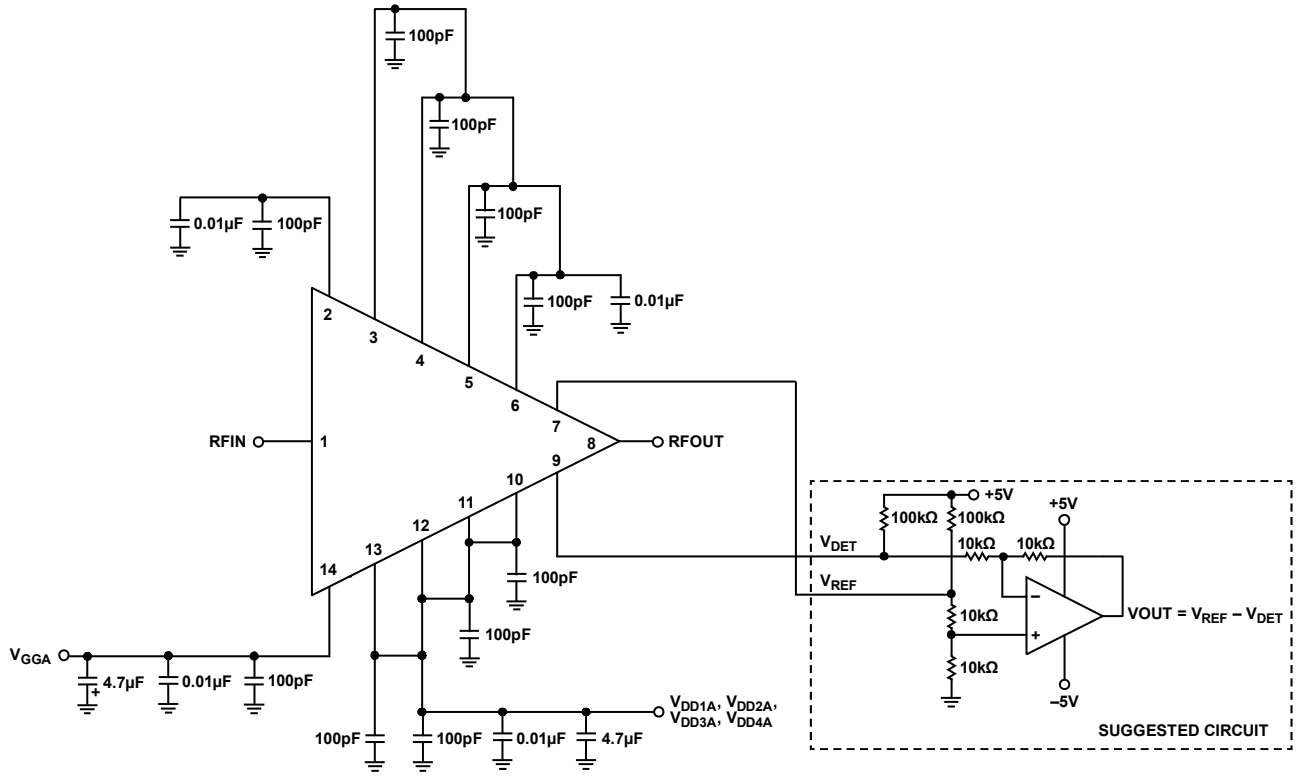 100pF
100pF
0.01µF
100pF
100pF
100pF
0.01µF
2
3
4
5
6
7
RFIN
1
8
RFOUT
9
10
11
12
13
14
+5V
+5V
100kΩ
100kΩ
VDET
10kΩ
10kΩ
VREF
100pF
–
10kΩ
VOUT = VREF – VDET
+
100pF
10kΩ
VGGA
4.7µF
+
0.01µF
100pF
–5V
VDD1A, VDD2A,
VDD3A, VDD4A
100pF
100pF
0.01µF
4.7µF
SUGGESTED CIRCUIT